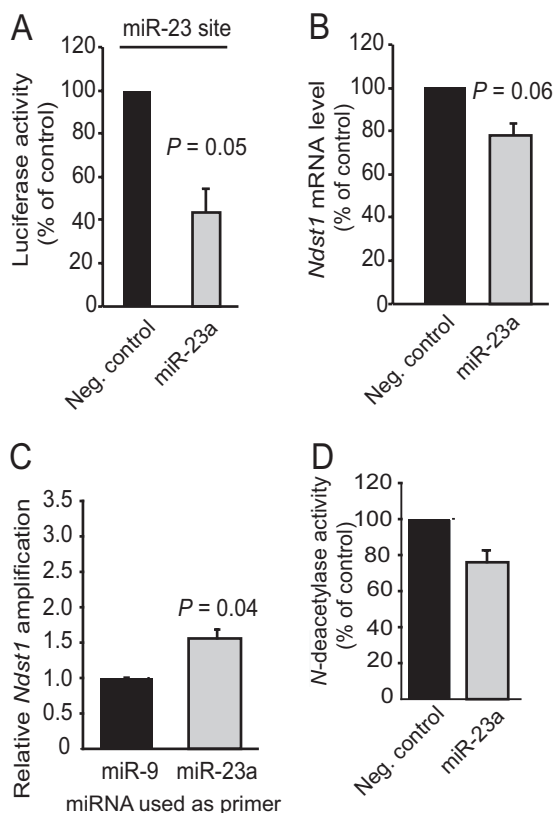 A
miR-23 site
Luciferase activity
(% of control)
120
100
80
60
40
20
0
P = 0.05
Neg. control
miR-23a
B
Ndst1 mRNA level
(% of control)
120
100
80
60
40
20
0
P = 0.06
Neg. control
miR-23a
C
Relative Ndst1 amplification
3.5
3.0
2.5
2.0
1.5
1.0
0.5
0
P = 0.04
miR-9
miR-23a
miRNA used as primer
D
N-deacetylase activity
(% of control)
120
100
80
60
40
20
0
Neg. control
miR-23a